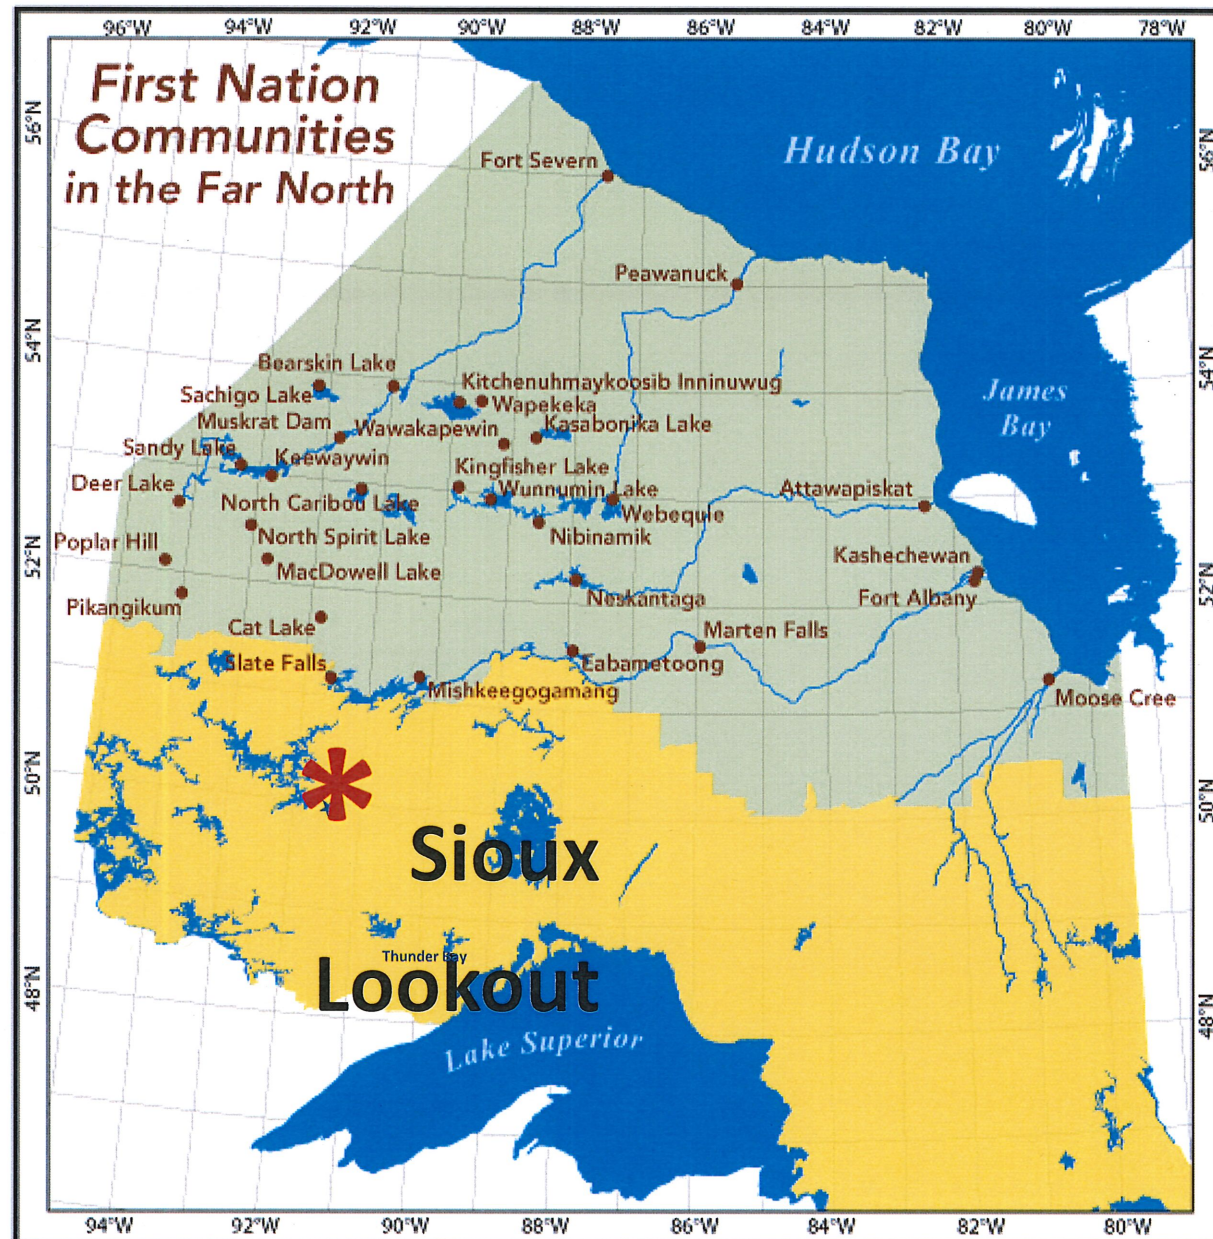 96°W 94°W 92°W 90°W 88°W 86°W 84°W 82°W 80°W 78°W
First Nation
Communities
in the Far North
56°N
56°N
Hudson Bay
Fort Severn
Peawanuck
54°N
54°N
Bearskin Lake
Sachigo Lake
Kitchenuhmaykoosib Inninuwug
Wapekeka
James
Bay
Muskrat Dam
Wawakapewin
Kasabonika Lake
Sandy Lake
Keewaywin
Kingfisher Lake
Deer Lake
Wunnumin Lake
Attawapiskat
North Caribou Lake
Webequie
North Spirit Lake
Nibinamik
Poplar Hill
52°N
52°N
Kashechewan
MacDowell Lake
Neskantaga
Fort Albany
Pikangikum
Cat Lake
Marten Falls
Slate Falls
Eabametoong
Mishkeegogamang
Moose Cree
50°N
50°N
*
Sioux
Thunder Bay
Lookout
48°N
48°N
Lake Superior
94°W 92°W 90°W 88°W 86°W 84°W 82°W 80°W